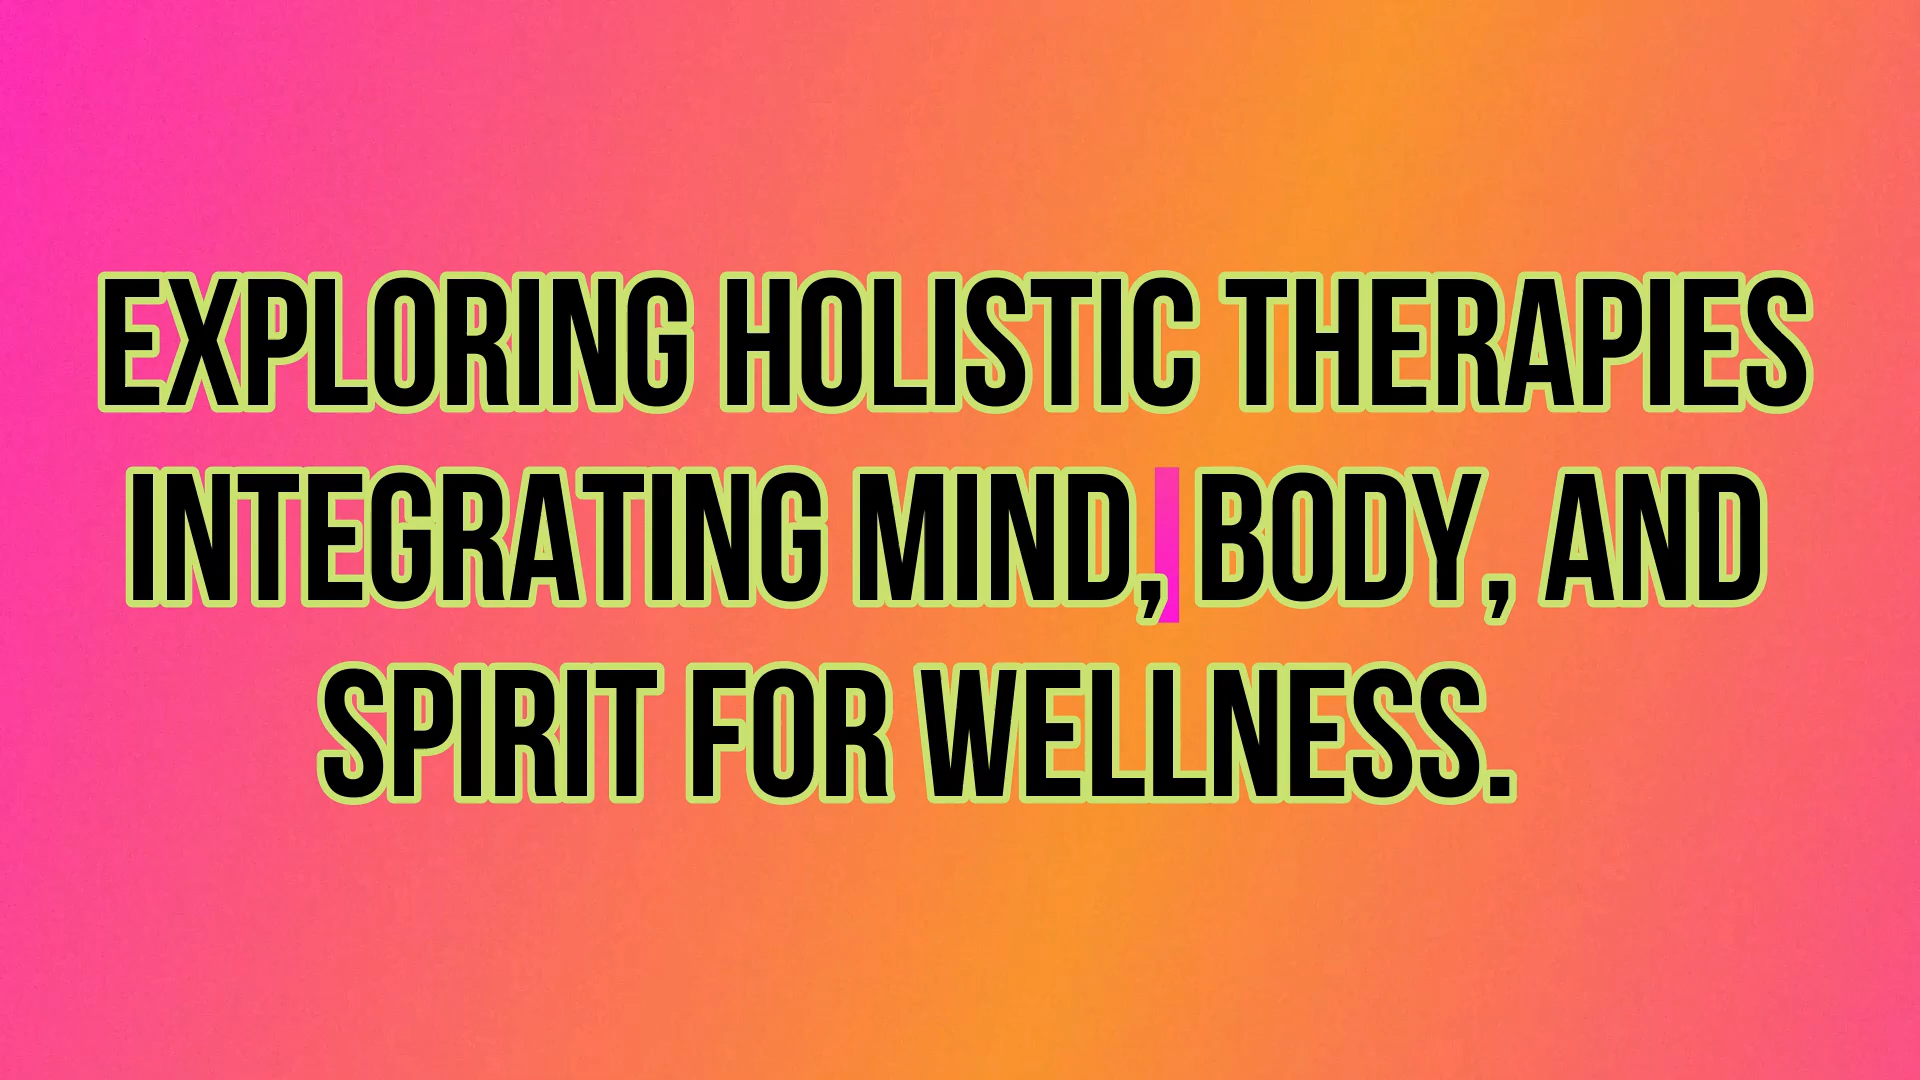 EXPLORING HOLISTIC THERAPIES
INTEGRATING MIND, BODY, AND
SPIRIT FOR WELLNESS.